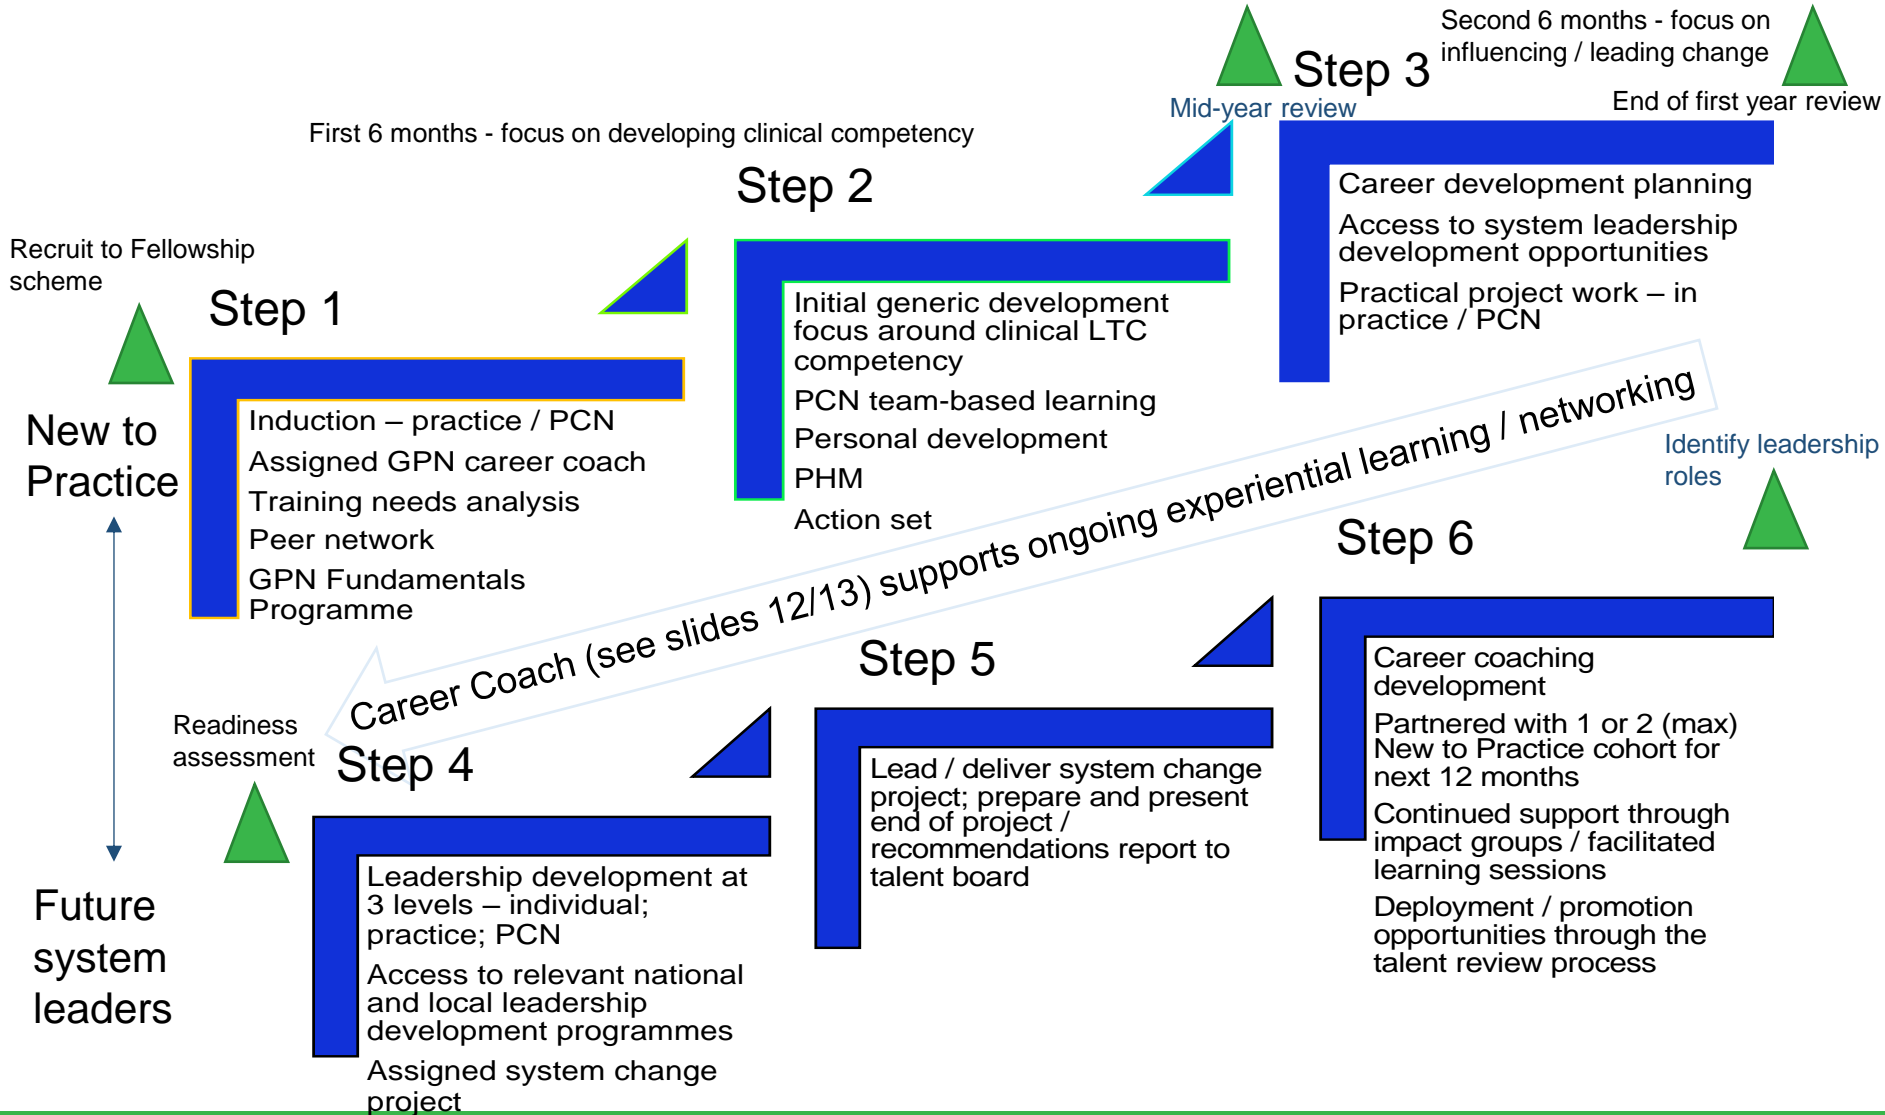 Second 6 months - focus on
influencing / leading change
Step 3
Mid-year review
End of first year review
First 6 months - focus on developing clinical competency
Step 2
Career development planning
Access to system leadership
development opportunities
Practical project work – in
practice / PCN
Recruit to Fellowship
scheme
Step 1
Initial generic development
focus around clinical LTC
competency
PCN team-based learning
Personal development
PHM
Action set
New to
Practice
Induction – practice / PCN
Assigned GPN career coach
Training needs analysis
Peer network
GPN Fundamentals
Programme
Career Coach (see slides 12/13) supports ongoing experiential learning / networking
Identify leadership
roles
Step 6
Step 5
Readiness
assessment
Step 4
Career coaching
development
Partnered with 1 or 2 (max)
New to Practice cohort for
next 12 months
Continued support through
impact groups / facilitated
learning sessions
Deployment / promotion
opportunities through the
talent review process
Lead / deliver system change
project; prepare and present
end of project /
recommendations report to
talent board
Future
system
leaders
Leadership development at
3 levels – individual;
practice; PCN
Access to relevant national
and local leadership
development programmes
Assigned system change
project